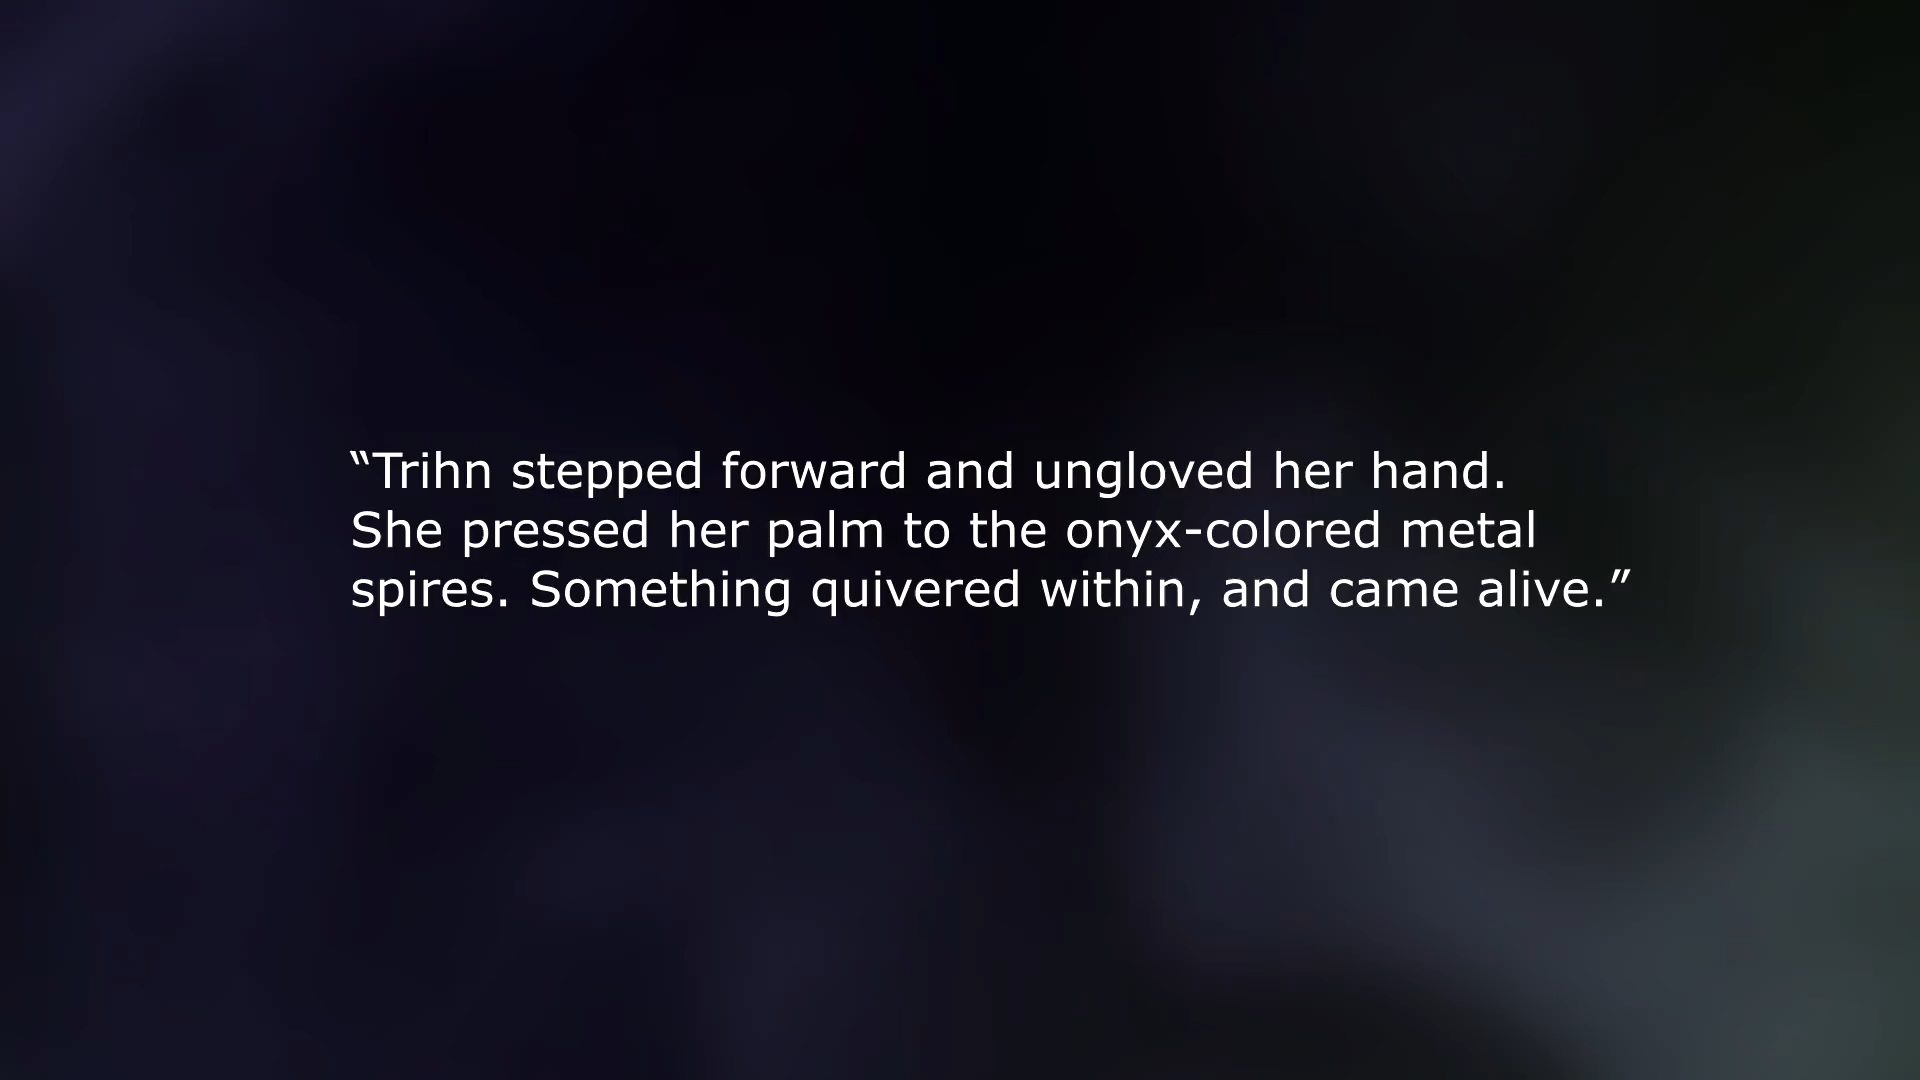 “Trihn stepped forward and ungloved her hand.
She pressed her palm to the onyx-colored metal
spires. Something quivered within, and came alive.”